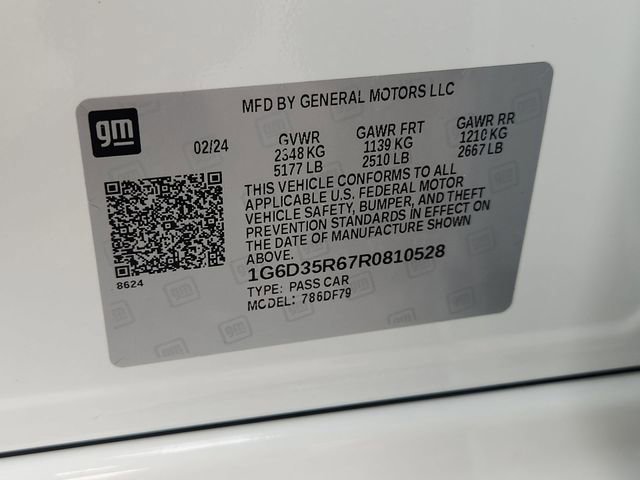 MFD BY GENERAL MOTORS LLC
gm
02/24
GVWR GAWR FRT GAWR RR
2348 KG 1139 KG 1210 KG
5177 LB 2510 LB 2667 LB
THIS VEHICLE CONFORMS TO ALL
APPLICABLE U.S. FEDERAL MOTOR
VEHICLE SAFETY, BUMPER, AND THEFT
PREVENTION STANDARDS IN EFFECT ON
THE DATE OF MANUFACTURE SHOWN
ABOVE.
8624
1G6D35R67R0810528
TYPE: PASS CAR
MODEL: 786DF79